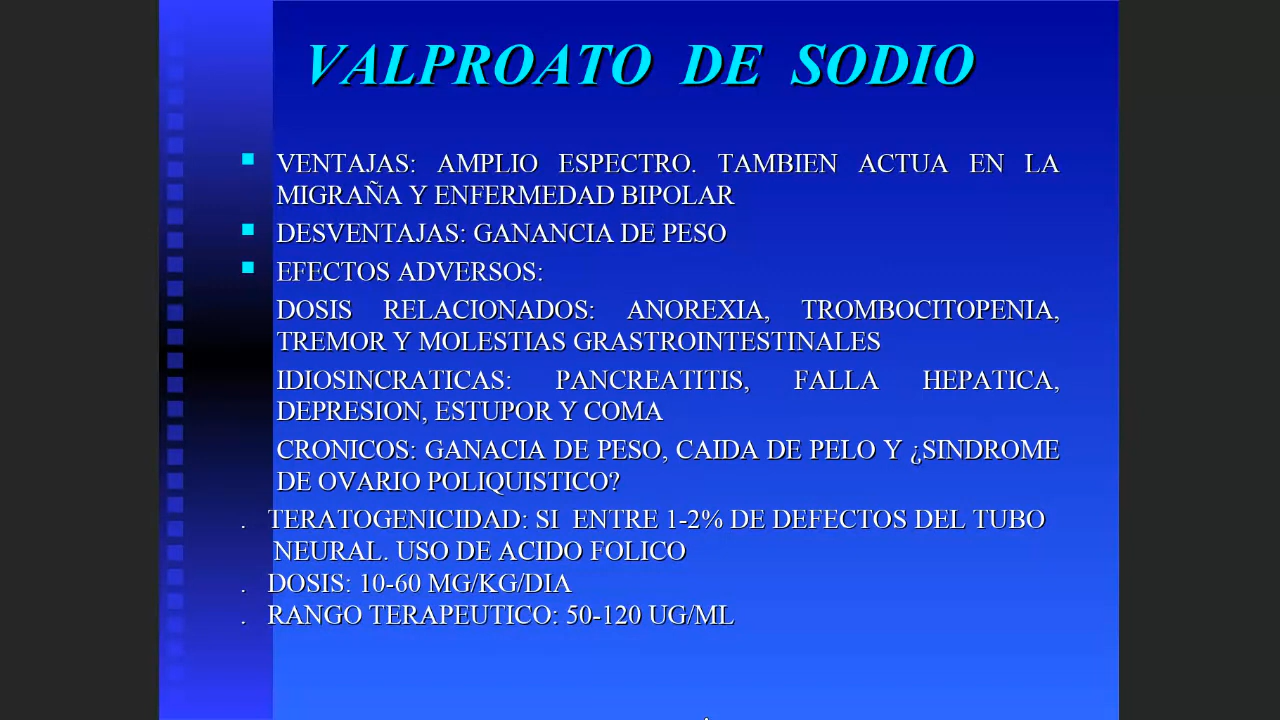 VALPROATO DE SODIO
VENTAJAS: AMPLIO ESPECTRO. TAMBIEN ACTUA EN LA
MIGRAÑA Y ENFERMEDAD BIPOLAR
DESVENTAJAS: GANANCIA DE PESO
EFECTOS ADVERSOS:
DOSIS RELACIONADOS: ANOREXIA, TROMBOCITOPENIA,
TREMOR Y MOLESTIAS GRASTROINTESTINALES
IDIOSINCRATICAS: PANCREATITIS, FALLA HEPATICA,
DEPRESION, ESTUPOR Y COMA
CRONICOS: GANACIA DE PESO, CAIDA DE PELO Y ¿SINDROME
DE OVARIO POLIQUISTICO?
. TERATOGENICIDAD: SI ENTRE 1-2% DE DEFECTOS DEL TUBO
NEURAL. USO DE ACIDO FOLICO
. DOSIS: 10-60 MG/KG/DIA
. RANGO TERAPEUTICO: 50-120 UG/ML